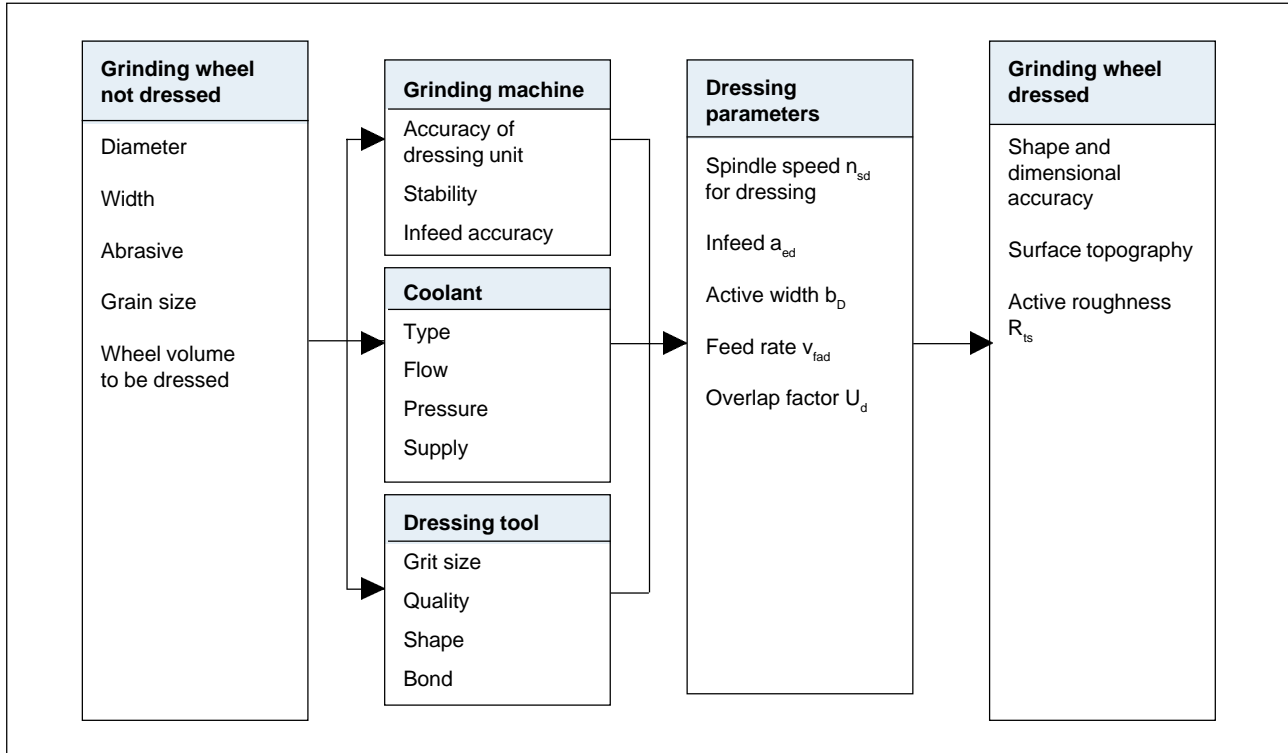 Grinding wheel
not dressed
Diameter
Width
Abrasive
Grain size
Wheel volume
to be dressed
Grinding machine
Accuracy of
dressing unit
Stability
Infeed accuracy
Coolant
Type
Flow
Pressure
Supply
Dressing tool
Grit size
Quality
Shape
Bond
Dressing
parameters
Spindle speed n_sd
for dressing
Infeed a_ed
Active width b_D
Feed rate v_fad
Overlap factor U_d
Grinding wheel
dressed
Shape and
dimensional
accuracy
Surface topography
Active roughness
R_ts